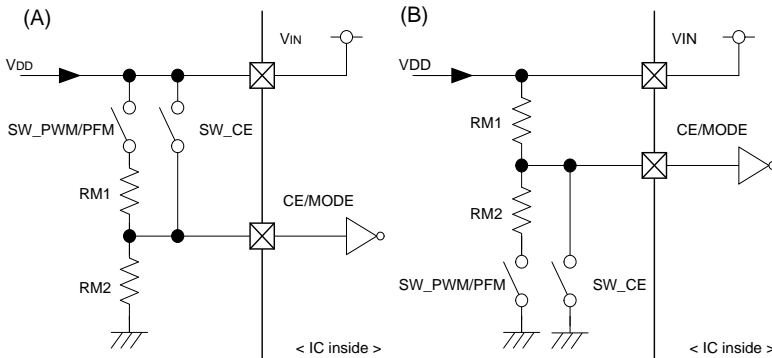 (A)
VIN
VDD
SW_PWM/PFM
SW_CE
RM1
CE/MODE
RM2
< IC inside >
(B)
VIN
VDD
RM1
CE/MODE
RM2
SW_PWM/PFM
SW_CE
< IC inside >